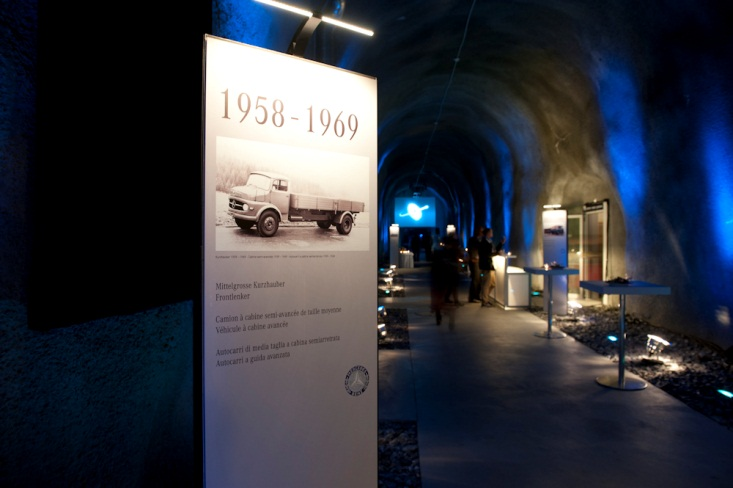 1958 - 1969
Mittelgrosse Kurzhauber
Frontlenker
Camion à cabine semi-avancée de taille moyenne
Véhicule à cabine avancée
Autocarri di media taglia a cabina semiarretrata
Autocarri a guida avanzata